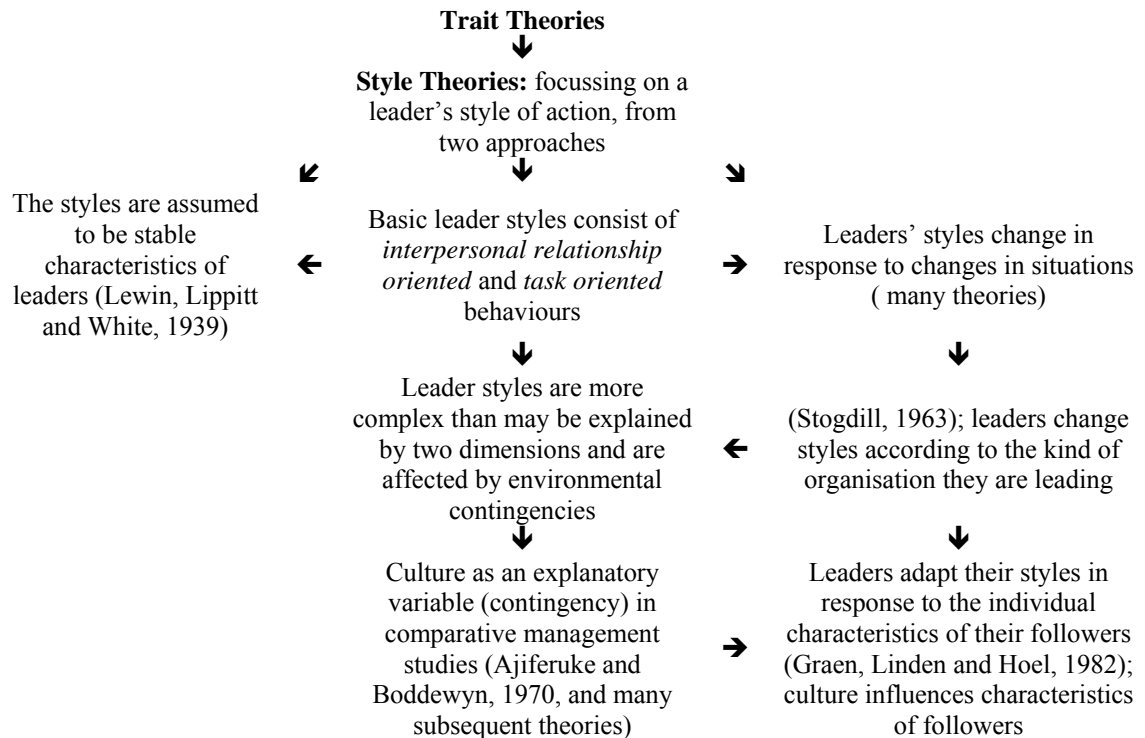 Trait Theories
Style Theories: focussing on a
leader's style of action, from
two approaches
The styles are assumed
to be stable
characteristics of
leaders (Lewin, Lippitt
and White, 1939)
Basic leader styles consist of
interpersonal relationship
oriented and task oriented
behaviours
Leaders' styles change in
response to changes in situations
( many theories)
Leader styles are more
complex than may be explained
by two dimensions and are
affected by environmental
contingencies
(Stogdill, 1963); leaders change
styles according to the kind of
organisation they are leading
Culture as an explanatory
variable (contingency) in
comparative management
studies (Ajiferuke and
Boddewyn, 1970, and many
subsequent theories)
Leaders adapt their styles in
response to the individual
characteristics of their followers
(Graen, Linden and Hoel, 1982);
culture influences characteristics
of followers